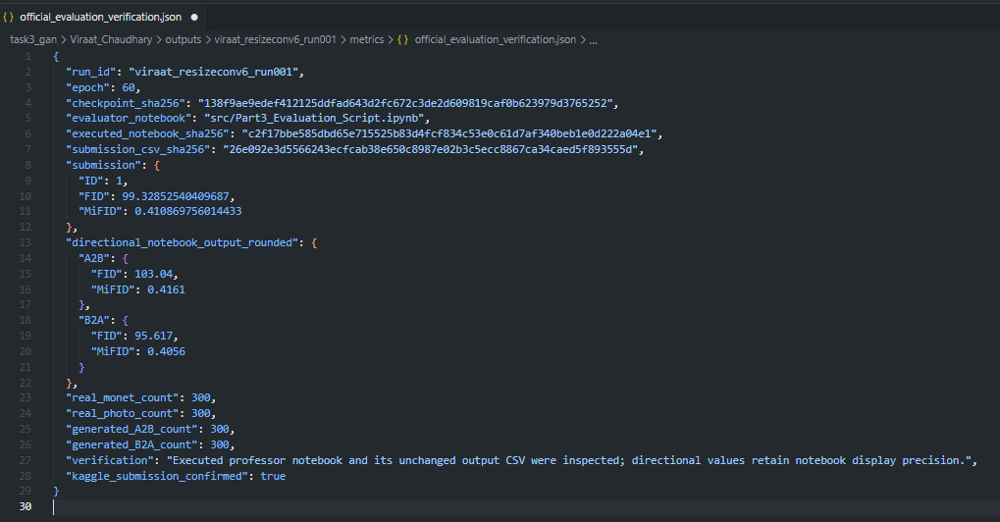 { } official_evaluation_verification.json ●
task3_gan > Viraat_Chaudhary > outputs > viraat_resizeconv6_run001 > metrics > { } official_evaluation_verification.json > ...
1 {
2 "run_id": "viraat_resizeconv6_run001",
3 "epoch": 60,
4 "checkpoint_sha256": "138f9ae9edef412125ddfad643d2fc672c3de2d609819caf0b623979d3765252",
5 "evaluator_notebook": "src/Part3_Evaluation_Script.ipynb",
6 "executed_notebook_sha256": "c2f17bbe585dbd65e715525b83d4fcf834c53e0c61d7af340beb1e0d222a04e1",
7 "submission_csv_sha256": "26e092e3d5566243ecfcab38e650c8987e02b3c5ecc8867ca34caed5f893555d",
8 "submission": {
9 "ID": 1,
10 "FID": 99.32852540409687,
11 "MiFID": 0.410869756014433
12 },
13 "directional_notebook_output_rounded": {
14 "A2B": {
15 "FID": 103.04,
16 "MiFID": 0.4161
17 },
18 "B2A": {
19 "FID": 95.617,
20 "MiFID": 0.4056
21 }
22 },
23 "real_monet_count": 300,
24 "real_photo_count": 300,
25 "generated_A2B_count": 300,
26 "generated_B2A_count": 300,
27 "verification": "Executed professor notebook and its unchanged output CSV were inspected; directional values retain notebook display precision.",
28 "kaggle_submission_confirmed": true
29 }
30